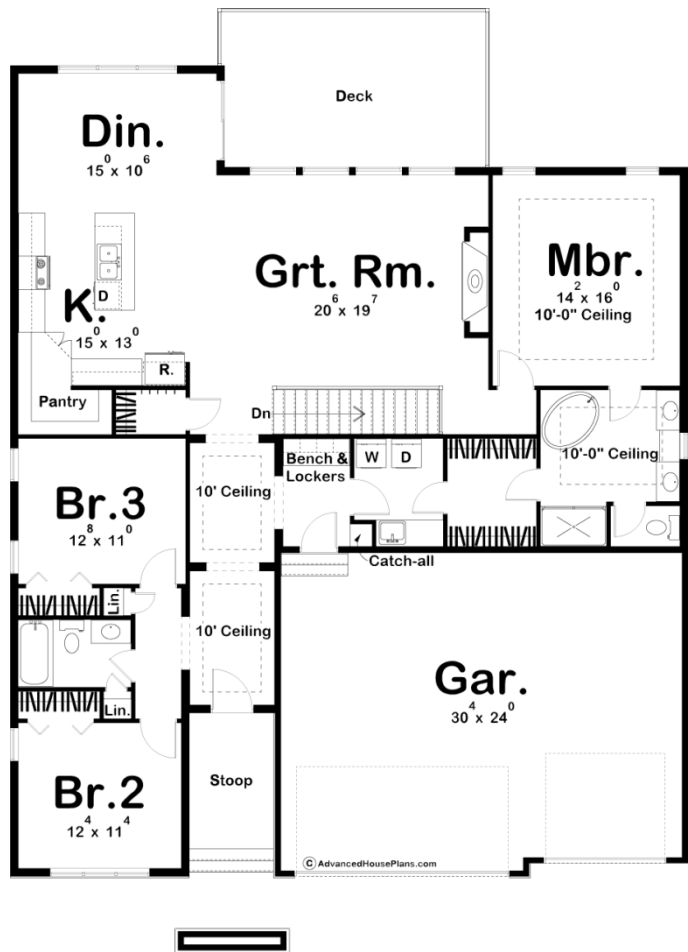 Deck
Din.
15⁰ x 10⁶
Grt. Rm.
20⁶ x 19⁷
Mbr.
14² x 16⁰
10'-0" Ceiling
D
K.
15⁰ x 13⁰
R.
Pantry
Dn
Bench &
Lockers
W
D
10'-0" Ceiling
Br.3
12⁸ x 11⁰
10' Ceiling
Catch-all
Lin.
10' Ceiling
Gar.
30⁴ x 24⁰
Lin.
Stoop
Br.2
12⁴ x 11⁴
© AdvancedHousePlans.com